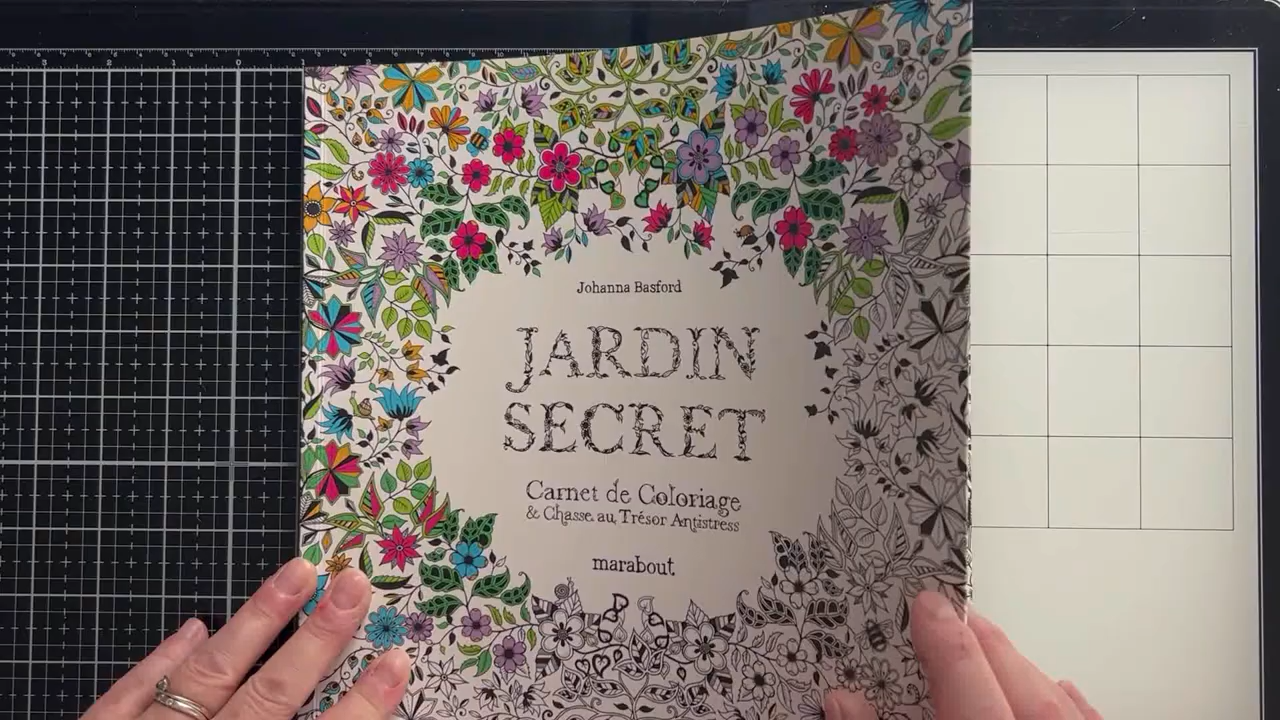 Johanna Basford
JARDIN
SECRET
Carnet de Coloriage
& Chasse au Trésor Antistress
marabout